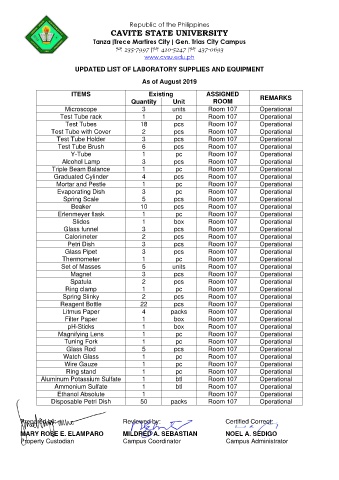 Republic of the Philippines
CAVITE STATE UNIVERSITY
Tanza |Trece Martires City | Gen. Trias City Campus
www.cvsu.edu.ph
UPDATED LIST OF LABORATORY SUPPLIES AND EQUIPMENT
As of August 2019
ITEMS Existing ASSIGNED ROOM REMARKS
Quantity Unit
Microscope 3 units Room 107 Operational
Test Tube rack 1 pc Room 107 Operational
Test Tubes 18 pcs Room 107 Operational
Test Tube with Cover 2 pcs Room 107 Operational
Test Tube Holder 3 pcs Room 107 Operational
Test Tube Brush 6 pcs Room 107 Operational
Y-Tube 1 pc Room 107 Operational
Alcohol Lamp 3 pcs Room 107 Operational
Triple Beam Balance 1 pc Room 107 Operational
Graduated Cylinder 4 pcs Room 107 Operational
Mortar and Pestle 1 pc Room 107 Operational
Evaporating Dish 3 pc Room 107 Operational
Spring Scale 5 pcs Room 107 Operational
Beaker 10 pcs Room 107 Operational
Erlenmeyer flask 1 pc Room 107 Operational
Slides 1 box Room 107 Operational
Glass funnel 3 pcs Room 107 Operational
Calorimeter 2 pcs Room 107 Operational
Petri Dish 3 pcs Room 107 Operational
Glass Pipet 3 pcs Room 107 Operational
Thermometer 1 pc Room 107 Operational
Set of Masses 5 units Room 107 Operational
Magnet 3 pcs Room 107 Operational
Spatula 2 pcs Room 107 Operational
Ring clamp 1 pc Room 107 Operational
Spring Slinky 2 pcs Room 107 Operational
Reagent Bottle 22 pcs Room 107 Operational
Litmus Paper 4 packs Room 107 Operational
Filter Paper 1 box Room 107 Operational
pH-Sticks 1 box Room 107 Operational
Magnifying Lens 1 pc Room 107 Operational
Tuning Fork 1 pc Room 107 Operational
Glass Rod 5 pcs Room 107 Operational
Watch Glass 1 pc Room 107 Operational
Wire Gauze 1 pc Room 107 Operational
Ring stand 1 pc Room 107 Operational
Aluminum Potassium Sulfate 1 btl Room 107 Operational
Ammonium Sulfate 1 btl Room 107 Operational
Ethanol Absolute 1 Room 107 Operational
Disposable Petri Dish 50 packs Room 107 Operational
Prepared by: Reviewed by: Certified Correct:
MARY ROSE E. ELAMPARO MILDRED A. SEBASTIAN NOEL A. SEDIGO
Property Custodian Campus Coordinator Campus Administrator